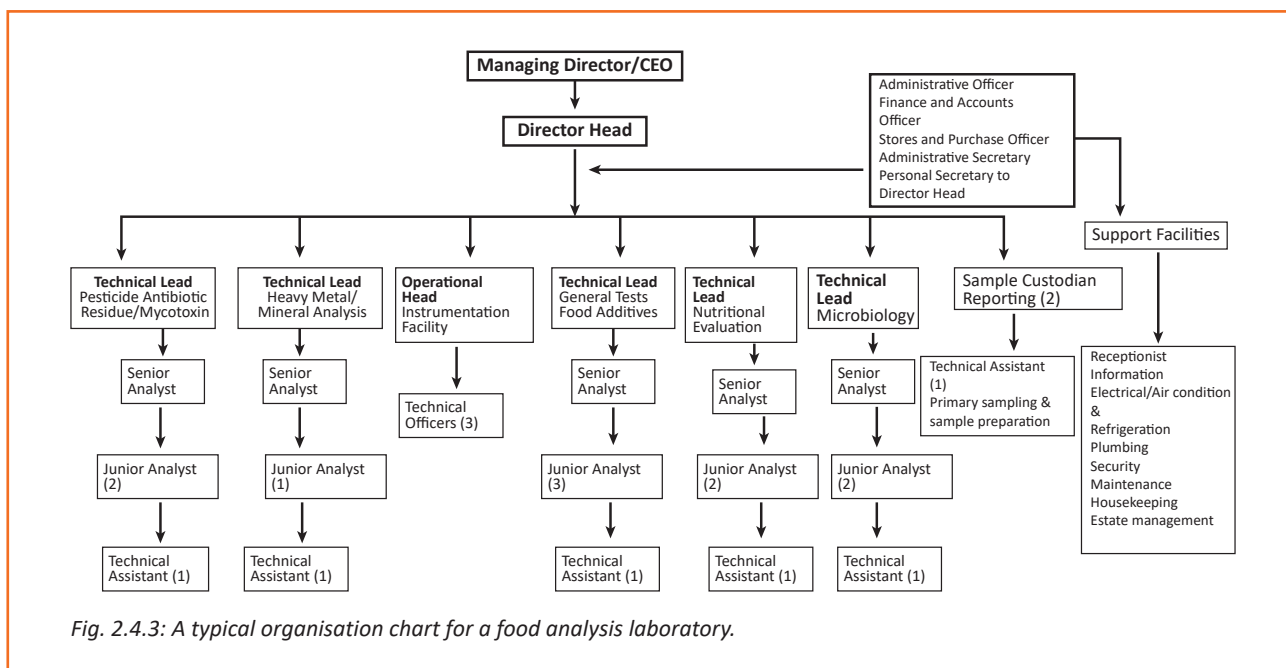 Managing Director/CEO
Director Head
Administrative Officer
Finance and Accounts
Officer
Stores and Purchase Officer
Administrative Secretary
Personal Secretary to
Director Head
Support Facilities
Technical Lead
Pesticide Antibiotic
Residue/Mycotoxin
Technical Lead
Heavy Metal/
Mineral Analysis
Operational
Head
Instrumentation
Facility
Technical Lead
General Tests
Food Additives
Technical
Lead
Nutritional
Evaluation
Technical
Lead
Microbiology
Sample Custodian
Reporting (2)
Senior
Analyst
Senior
Analyst
Technical
Officers (3)
Senior
Analyst
Senior
Analyst
Senior
Analyst
Technical Assistant
(1)
Primary sampling &
sample preparation
Receptionist
Information
Electrical/Air condition
&
Refrigeration
Plumbing
Security
Maintenance
Housekeeping
Estate management
Junior Analyst
(2)
Junior Analyst
(1)
Junior Analyst
(3)
Junior Analyst
(2)
Junior Analyst
(2)
Technical
Assistant (1)
Technical
Assistant (1)
Technical
Assistant (1)
Technical
Assistant (1)
Technical
Assistant (1)
Fig. 2.4.3: A typical organisation chart for a food analysis laboratory.